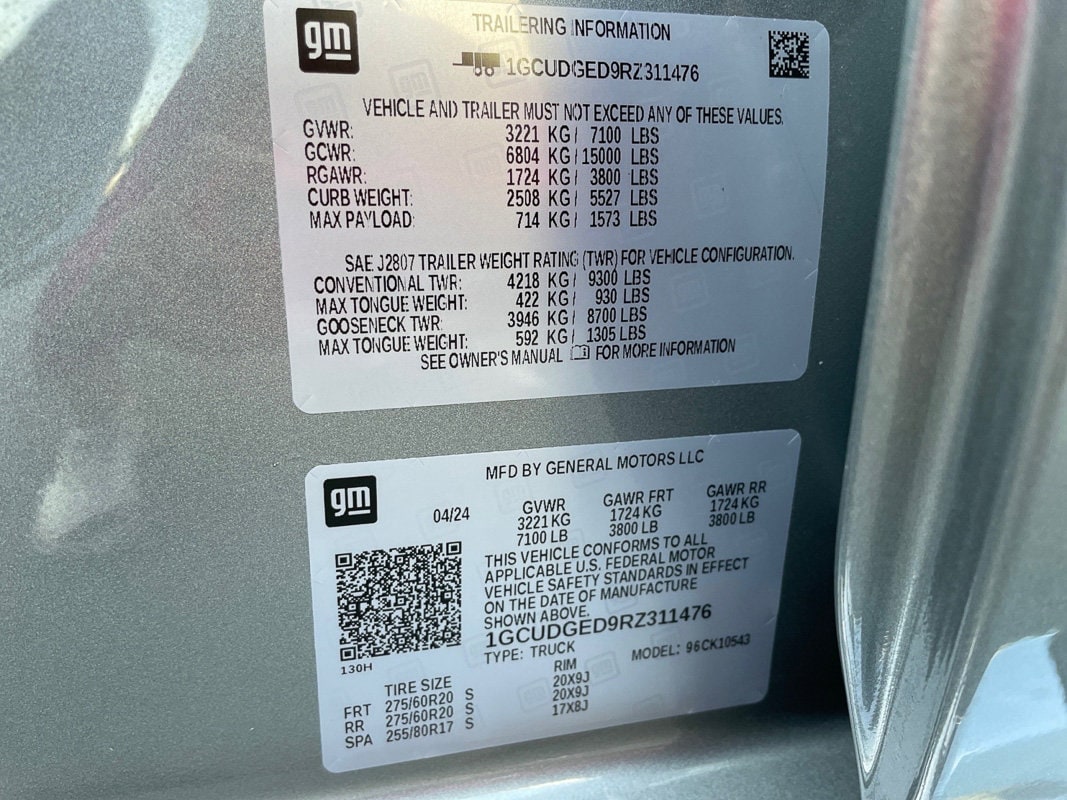 gm
TRAILERING INFORMATION
1GCUDGED9RZ311476
VEHICLE AND TRAILER MUST NOT EXCEED ANY OF THESE VALUES.
GVWR: 3221 KG / 7100 LBS
GCWR: 6804 KG / 15000 LBS
RGAWR: 1724 KG / 3800 LBS
CURB WEIGHT: 2508 KG / 5527 LBS
MAX PAYLOAD: 714 KG / 1573 LBS
SAE J2807 TRAILER WEIGHT RATING (TWR) FOR VEHICLE CONFIGURATION.
CONVENTIONAL TWR: 4218 KG / 9300 LBS
MAX TONGUE WEIGHT: 422 KG / 930 LBS
GOOSENECK TWR: 3946 KG / 8700 LBS
MAX TONGUE WEIGHT: 592 KG / 1305 LBS
SEE OWNER'S MANUAL FOR MORE INFORMATION
gm
MFD BY GENERAL MOTORS LLC
04/24 GVWR GAWR FRT GAWR RR
3221 KG 1724 KG 1724 KG
7100 LB 3800 LB 3800 LB
THIS VEHICLE CONFORMS TO ALL
APPLICABLE U.S. FEDERAL MOTOR
VEHICLE SAFETY STANDARDS IN EFFECT
ON THE DATE OF MANUFACTURE
SHOWN ABOVE.
1GCUDGED9RZ311476
TYPE: TRUCK MODEL: 96CK10543
130H
TIRE SIZE RIM
FRT 275/60R20 S 20X9J
RR 275/60R20 S 20X9J
SPA 255/80R17 S 17X8J